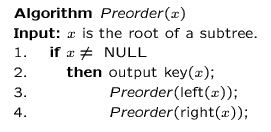 Algorithm Preorder(x)
Input: x is the root of a subtree.
1. if x ≠ NULL
2. then output key(x);
3. Preorder(left(x));
4. Preorder(right(x));